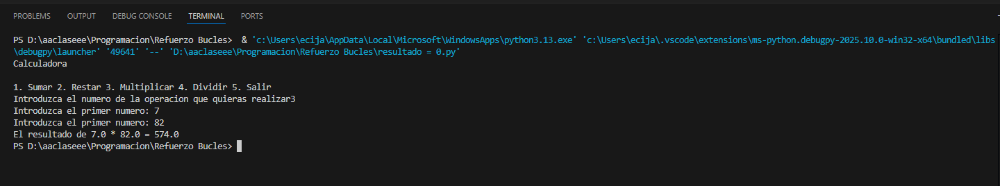 PROBLEMS OUTPUT DEBUG CONSOLE TERMINAL PORTS
PS D:\aaclaseee\Programacion\Refuerzo Bucles>  & 'c:\Users\ecija\AppData\Local\Microsoft\WindowsApps\python3.13.exe' 'c:\Users\ecija\.vscode\extensions\ms-python.debugpy-2025.10.0-win32-x64\bundled\libs
\debugpy\launcher' '49641' '--' 'D:\aaclaseee\Programacion\Refuerzo Bucles\resultado = 0.py'
Calculadora
1. Sumar 2. Restar 3. Multiplicar 4. Dividir 5. Salir
Introduzca el numero de la operacion que quieras realizar3
Introduzca el primer numero: 7
Introduzca el primer numero: 82
El resultado de 7.0 * 82.0 = 574.0
PS D:\aaclaseee\Programacion\Refuerzo Bucles>